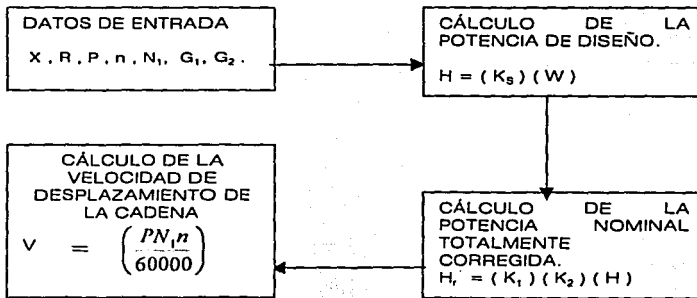 DATOS DE ENTRADA
X , R , P , n , N₁, G₁, G₂ .
CÁLCULO DE LA
POTENCIA DE DISEÑO.
H = ( Kₛ ) ( W )
CÁLCULO DE LA
POTENCIA NOMINAL
TOTALMENTE
CORREGIDA.
Hᵣ = ( K₁ ) ( K₂ ) ( H )
CÁLCULO DE LA
VELOCIDAD DE
DESPLAZAMIENTO DE
LA CADENA
V = (PN₁n / 60000)